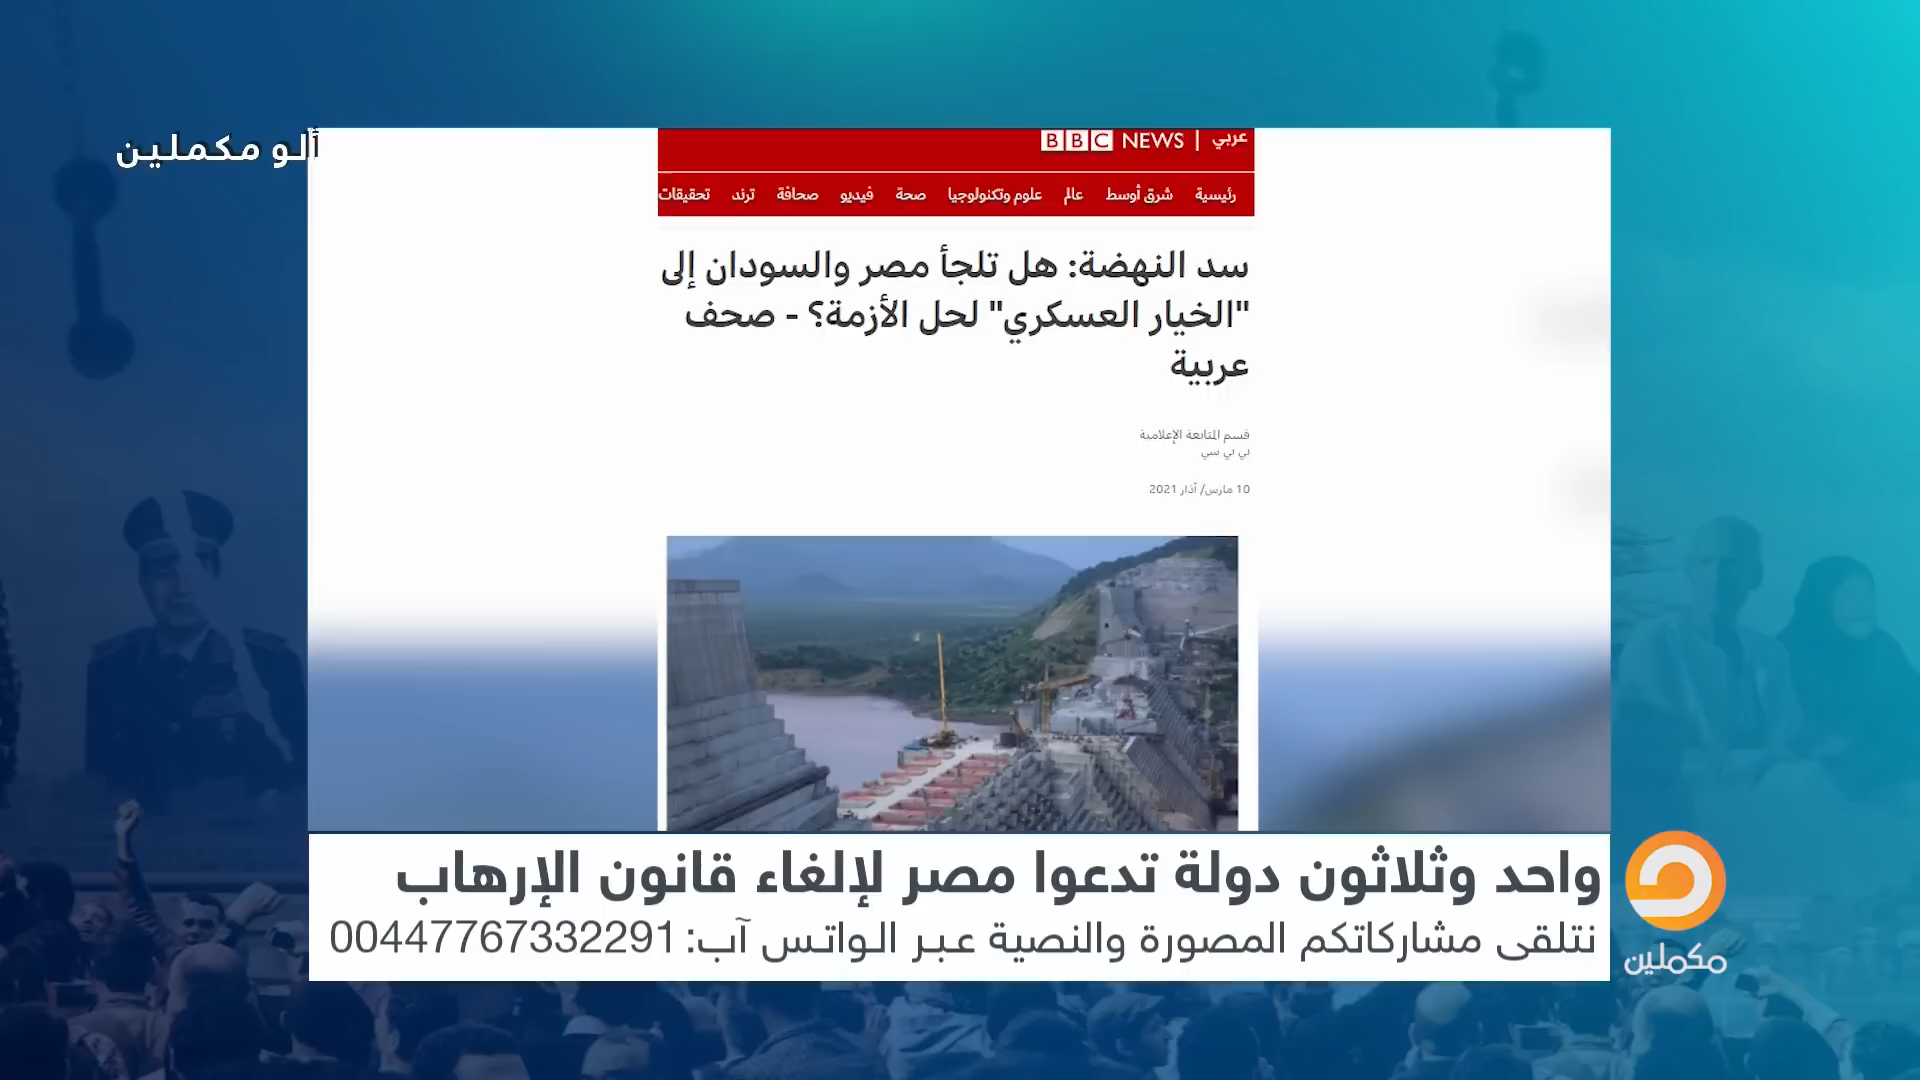 ألو مكملين
BBC NEWS | عربي
رئيسية شرق أوسط عالم علوم وتكنولوجيا صحة فيديو صحافة ترند تحقيقات
سد النهضة: هل تلجأ مصر والسودان إلى
"الخيار العسكري" لحل الأزمة؟ - صحف
عربية
قسم المتابعة الإعلامية
بي بي سي
10 مارس/ آذار 2021
واحد وثلاثون دولة تدعوا مصر لإلغاء قانون الإرهاب
نتلقى مشاركاتكم المصورة والنصية عبر الواتس آب: 00447767332291
مكملين